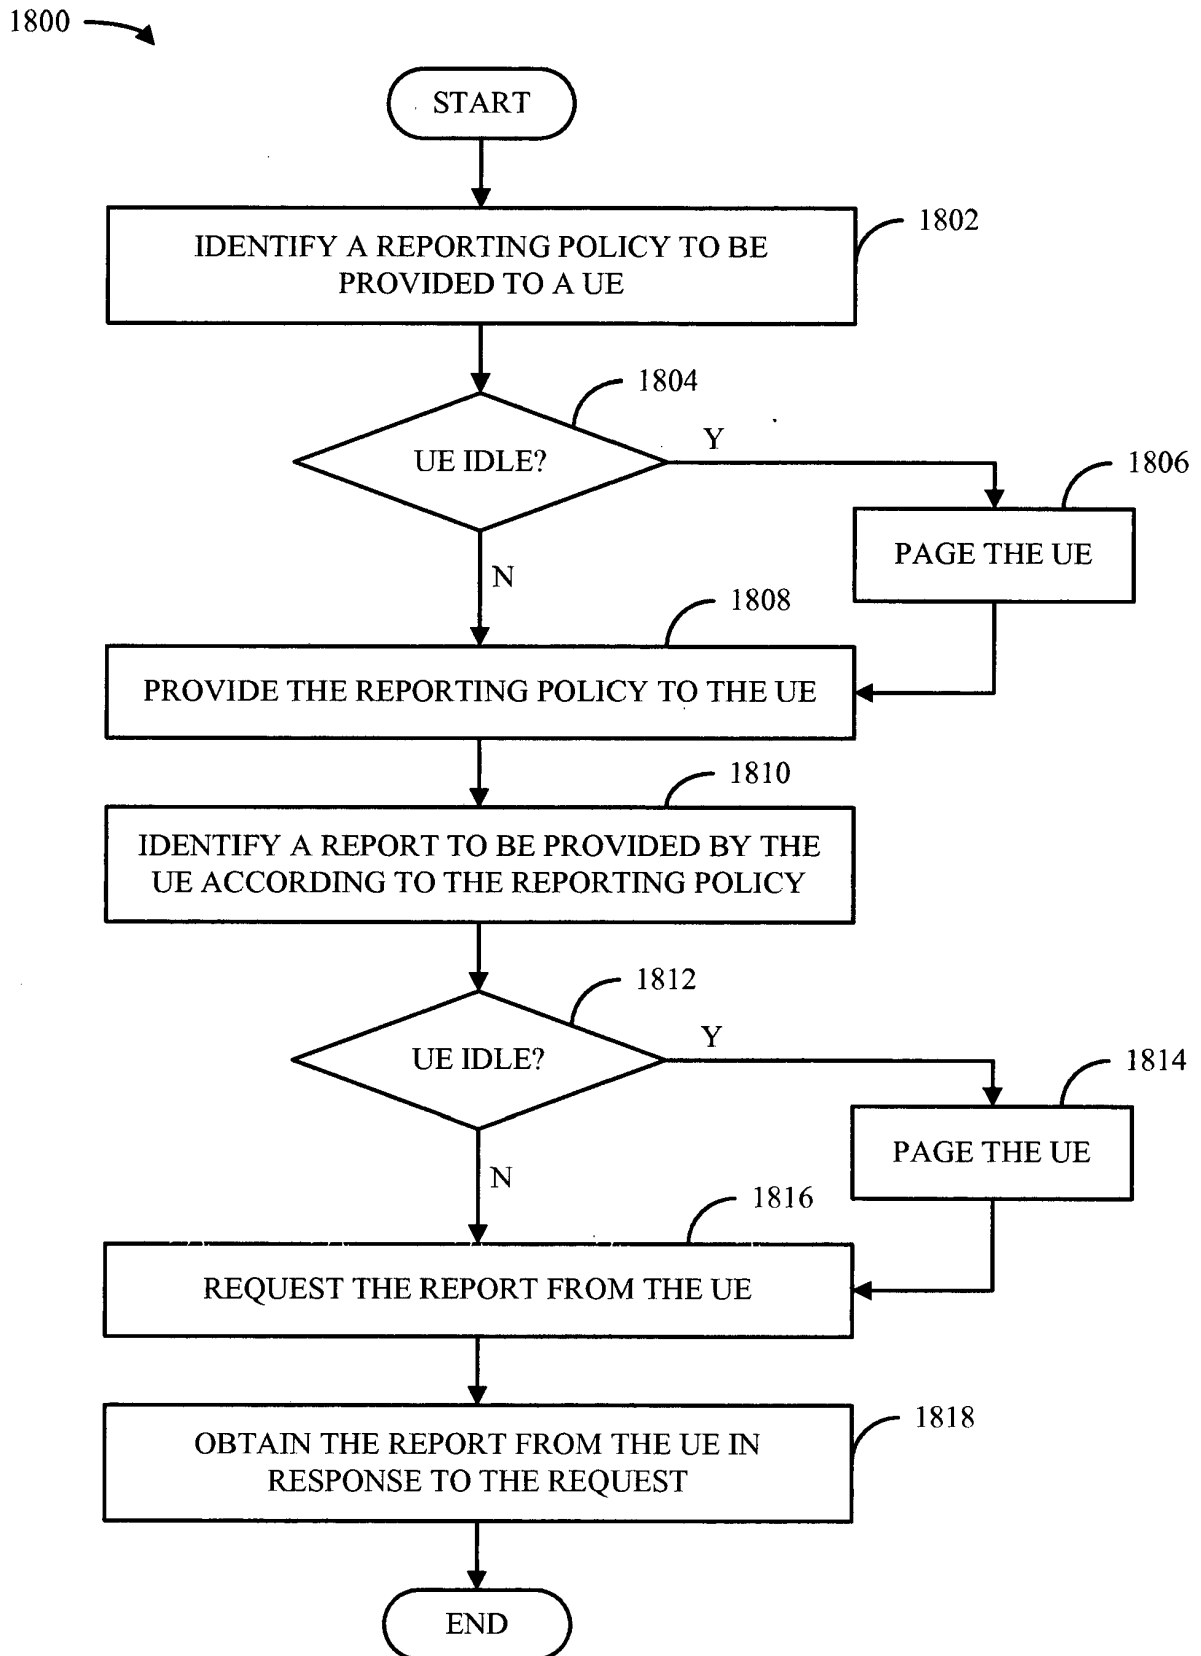 1800
START
1802
IDENTIFY A REPORTING POLICY TO BE
PROVIDED TO A UE
1804
UE IDLE?
Y
1806
PAGE THE UE
N
1808
PROVIDE THE REPORTING POLICY TO THE UE
1810
IDENTIFY A REPORT TO BE PROVIDED BY THE
UE ACCORDING TO THE REPORTING POLICY
1812
UE IDLE?
Y
1814
PAGE THE UE
N
1816
REQUEST THE REPORT FROM THE UE
1818
OBTAIN THE REPORT FROM THE UE IN
RESPONSE TO THE REQUEST
END